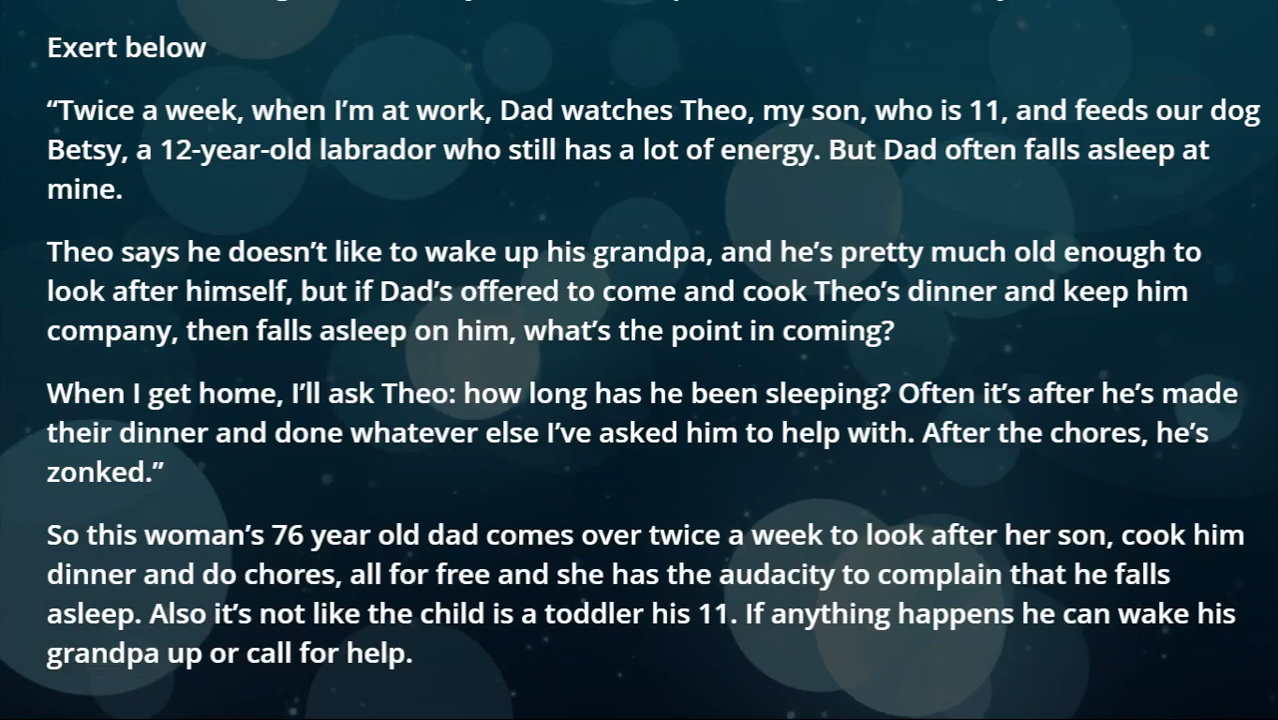 Exert below
“Twice a week, when I’m at work, Dad watches Theo, my son, who is 11, and feeds our dog
Betsy, a 12-year-old labrador who still has a lot of energy. But Dad often falls asleep at
mine.
Theo says he doesn’t like to wake up his grandpa, and he’s pretty much old enough to
look after himself, but if Dad’s offered to come and cook Theo’s dinner and keep him
company, then falls asleep on him, what’s the point in coming?
When I get home, I’ll ask Theo: how long has he been sleeping? Often it’s after he’s made
their dinner and done whatever else I’ve asked him to help with. After the chores, he’s
zonked.”
So this woman’s 76 year old dad comes over twice a week to look after her son, cook him
dinner and do chores, all for free and she has the audacity to complain that he falls
asleep. Also it’s not like the child is a toddler his 11. If anything happens he can wake his
grandpa up or call for help.